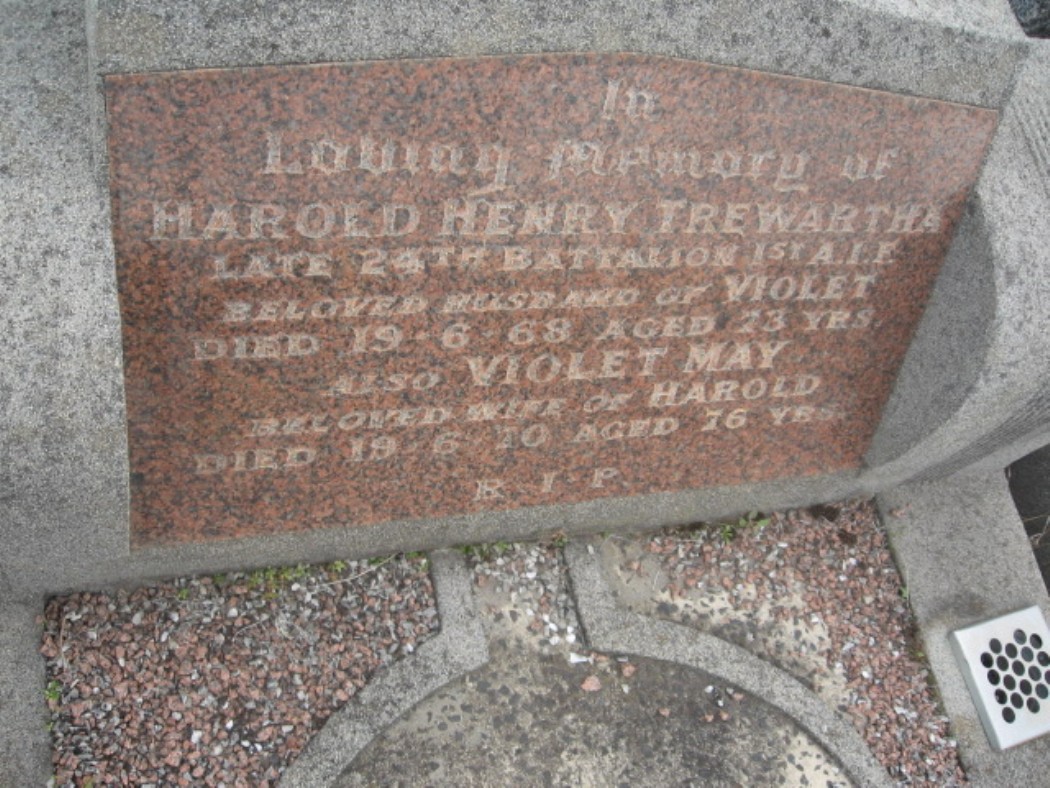 In
Loving Memory of
HAROLD HENRY TREWARTHA
LATE 24TH BATTALION 1ST A.I.F.
BELOVED HUSBAND OF VIOLET
DIED 19-6-68 AGED 73 YRS.
ALSO VIOLET MAY
BELOVED WIFE OF HAROLD
DIED 19-6-70 AGED 76 YRS.
R I P